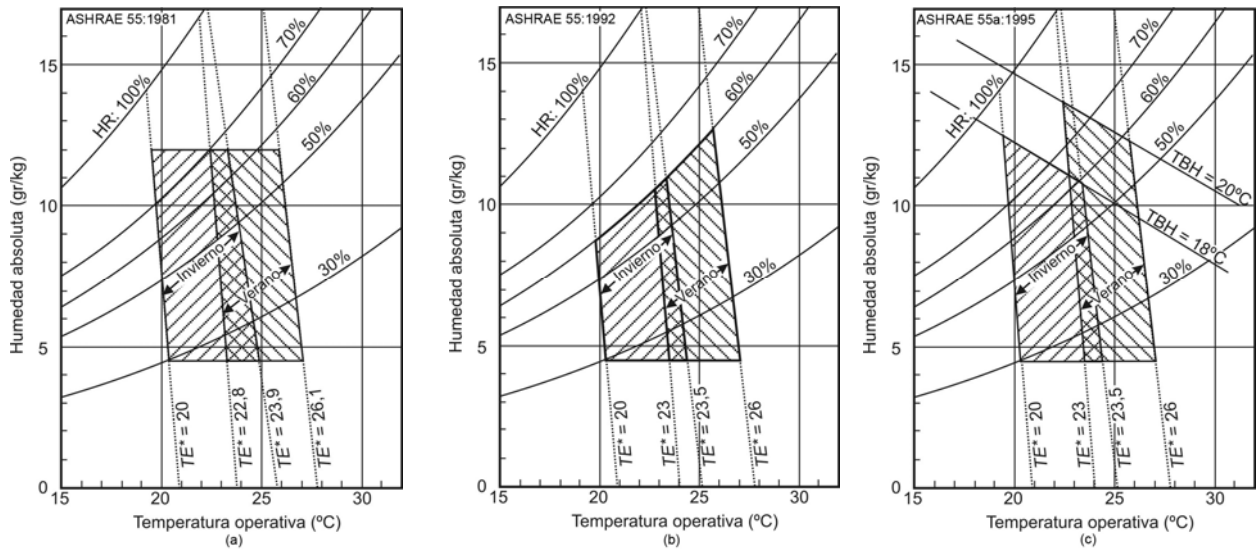 ASHRAE 55:1981
70%
60%
50%
HR: 100%
30%
Invierno
Verano
TE* = 20
TE* = 22,8
TE* = 23,9
TE* = 26,1
Humedad absoluta (gr/kg)
15
10
5
0
15 20 25 30
Temperatura operativa (ºC)
(a)
ASHRAE 55:1992
70%
60%
50%
HR: 100%
30%
Invierno
Verano
TE* = 20
TE* = 23
TE* = 23,5
TE* = 26
Humedad absoluta (gr/kg)
15
10
5
0
15 20 25 30
Temperatura operativa (ºC)
(b)
ASHRAE 55a:1995
70%
60%
50%
HR: 100%
TBH = 20ºC
TBH = 18ºC
30%
Invierno
Verano
TE* = 20
TE* = 23
TE* = 23,5
TE* = 26
Humedad absoluta (gr/kg)
15
10
5
0
15 20 25 30
Temperatura operativa (ºC)
(c)